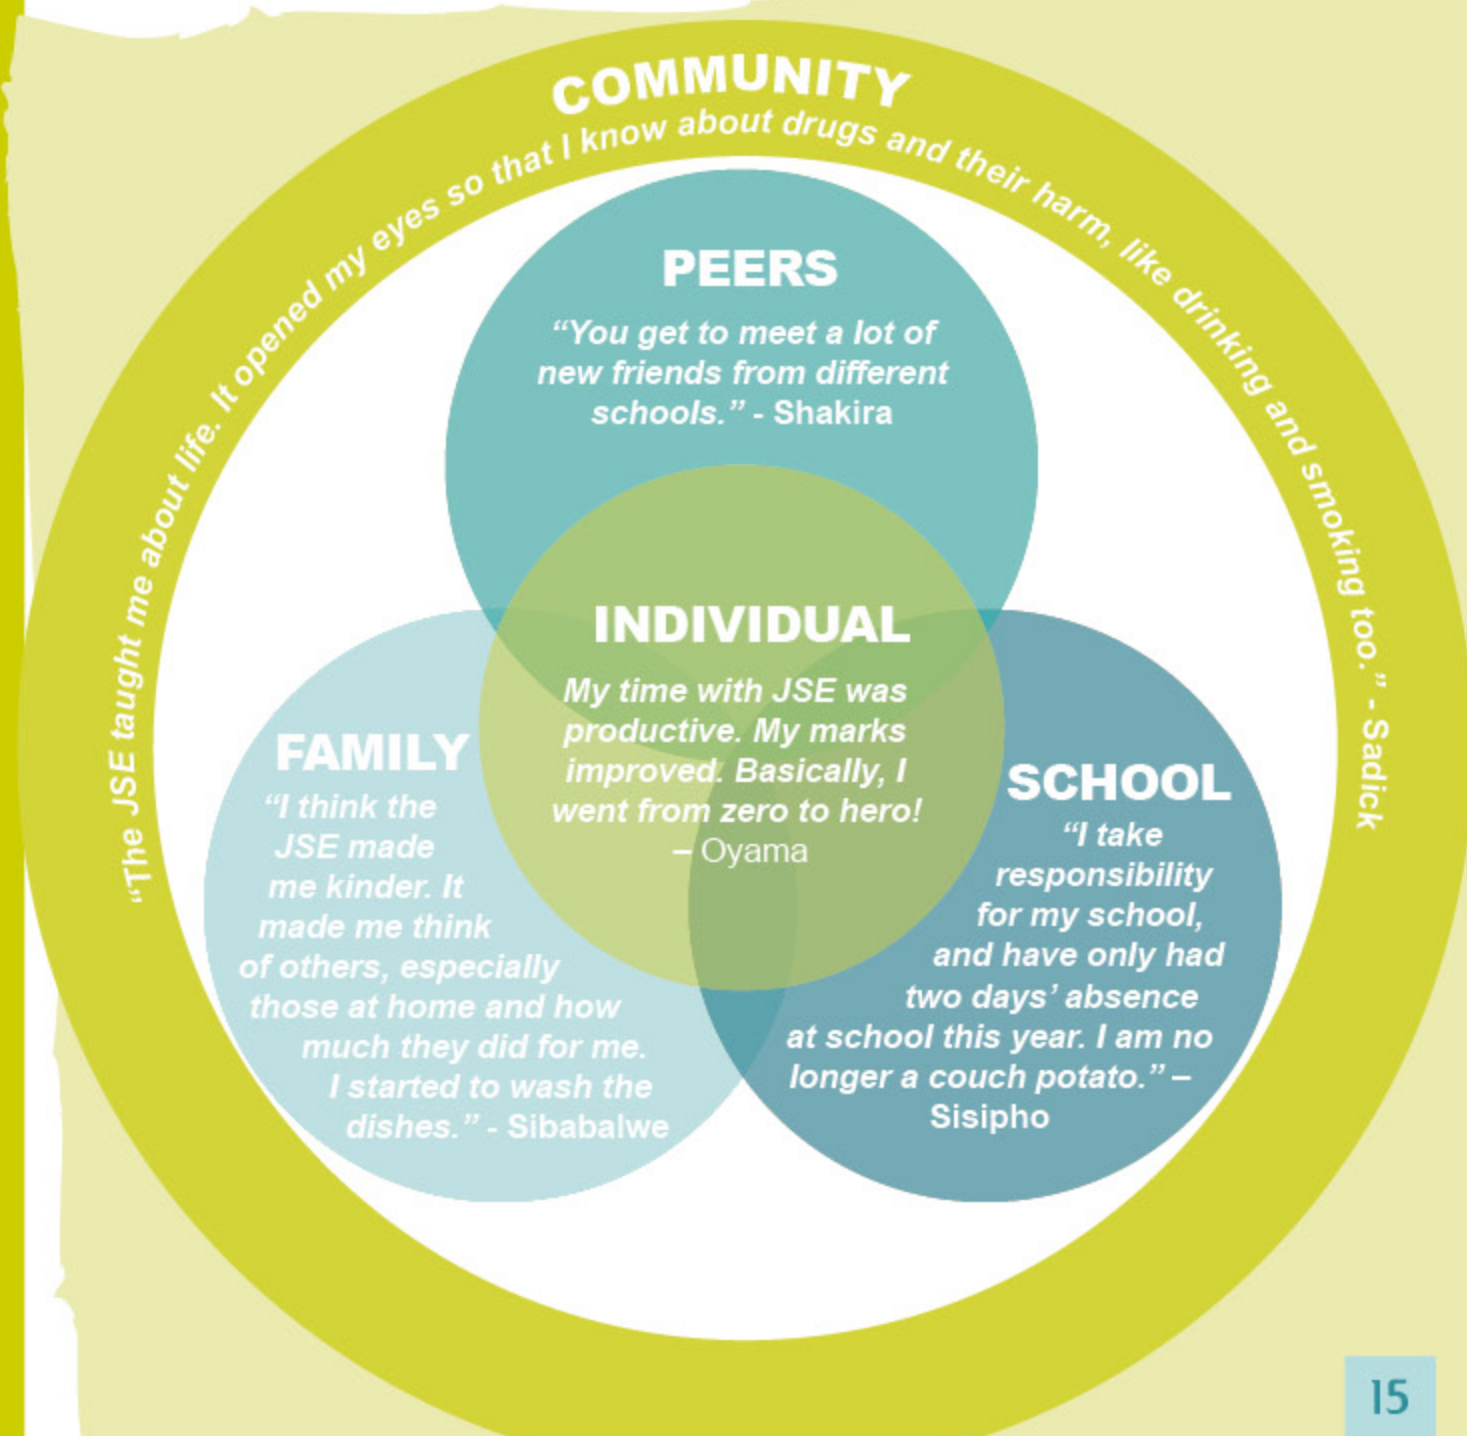 COMMUNITY
“The JSE taught me about life. It opened my eyes so that I know about drugs and their harm, like drinking and smoking too.” - Sadick
PEERS
“You get to meet a lot of
new friends from different
schools.” - Shakira
INDIVIDUAL
My time with JSE was
productive. My marks
improved. Basically, I
went from zero to hero!
– Oyama
FAMILY
“I think the
JSE made
me kinder. It
made me think
of others, especially
those at home and how
much they did for me.
I started to wash the
dishes.” - Sibabalwe
SCHOOL
“I take
responsibility
for my school,
and have only had
two days’ absence
at school this year. I am no
longer a couch potato.” –
Sisipho
15